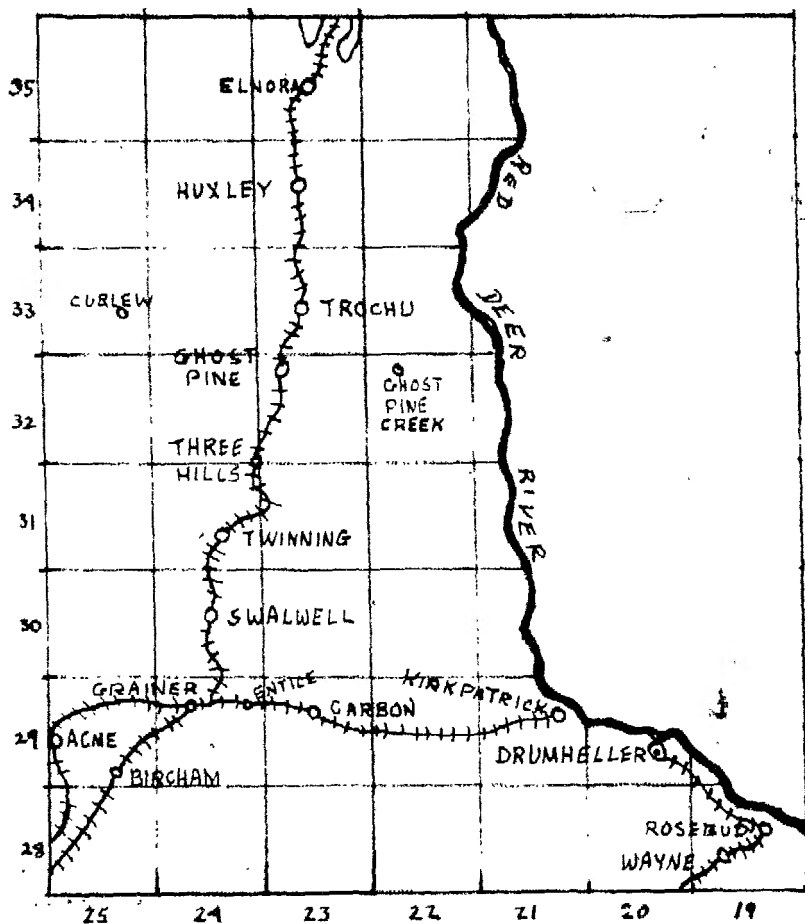 35
ELNORA
RED
34
HUXLEY
33
CURLEW
TROCHU
DEER
GHOST
PINE
32
GHOST
PINE
CREEK
THREE
HILLS
RIVER
31
TWINNING
30
SWALWELL
GRAINER
ENTICE
KIRKPATRICK
CARBON
29
ACNE
DRUMHELLER
BIRCHAM
28
ROSEBUD
WAYNE
25 24 23 22 21 20 19